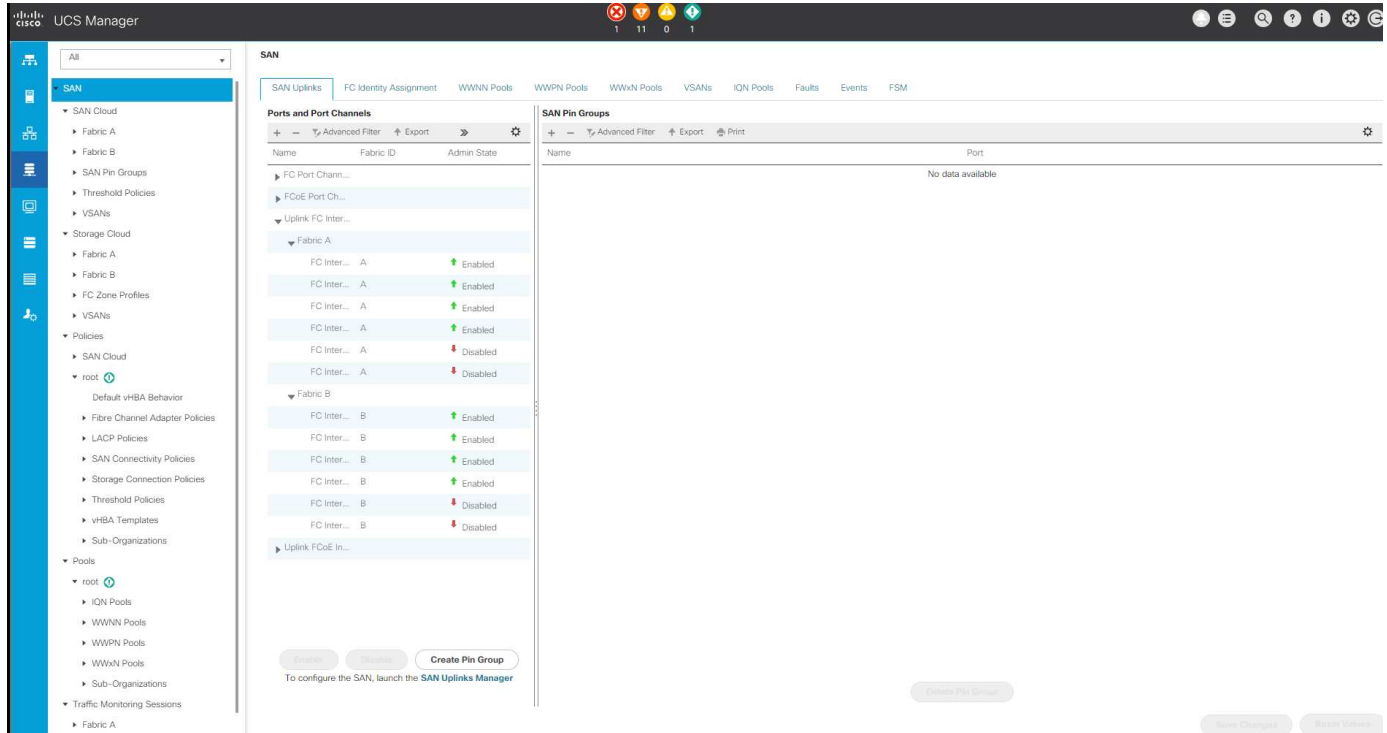 cisco UCS Manager
1 11 0 1
All
SAN
SAN Cloud
Fabric A
Fabric B
SAN Pin Groups
Threshold Policies
VSANs
Storage Cloud
Fabric A
Fabric B
FC Zone Profiles
VSANs
Policies
SAN Cloud
root
Default vHBA Behavior
Fibre Channel Adapter Policies
LACP Policies
SAN Connectivity Policies
Storage Connection Policies
Threshold Policies
vHBA Templates
Sub-Organizations
Pools
root
IQN Pools
WWNN Pools
WWPN Pools
WWxN Pools
Sub-Organizations
Traffic Monitoring Sessions
Fabric A
SAN
SAN Uplinks FC Identity Assignment WWNN Pools WWPN Pools WWxN Pools VSANs IQN Pools Faults Events FSM
Ports and Port Channels
+ − Advanced Filter Export »
Name Fabric ID Admin State
FC Port Chann...
FCoE Port Ch...
Uplink FC Inter...
Fabric A
FC Inter... A Enabled
FC Inter... A Enabled
FC Inter... A Enabled
FC Inter... A Enabled
FC Inter... A Disabled
FC Inter... A Disabled
Fabric B
FC Inter... B Enabled
FC Inter... B Enabled
FC Inter... B Enabled
FC Inter... B Enabled
FC Inter... B Disabled
FC Inter... B Disabled
Uplink FCoE In...
Enable Disable Create Pin Group
To configure the SAN, launch the SAN Uplinks Manager
SAN Pin Groups
+ − Advanced Filter Export Print
Name Port
No data available
Delete Pin Group
Save Changes Reset Values